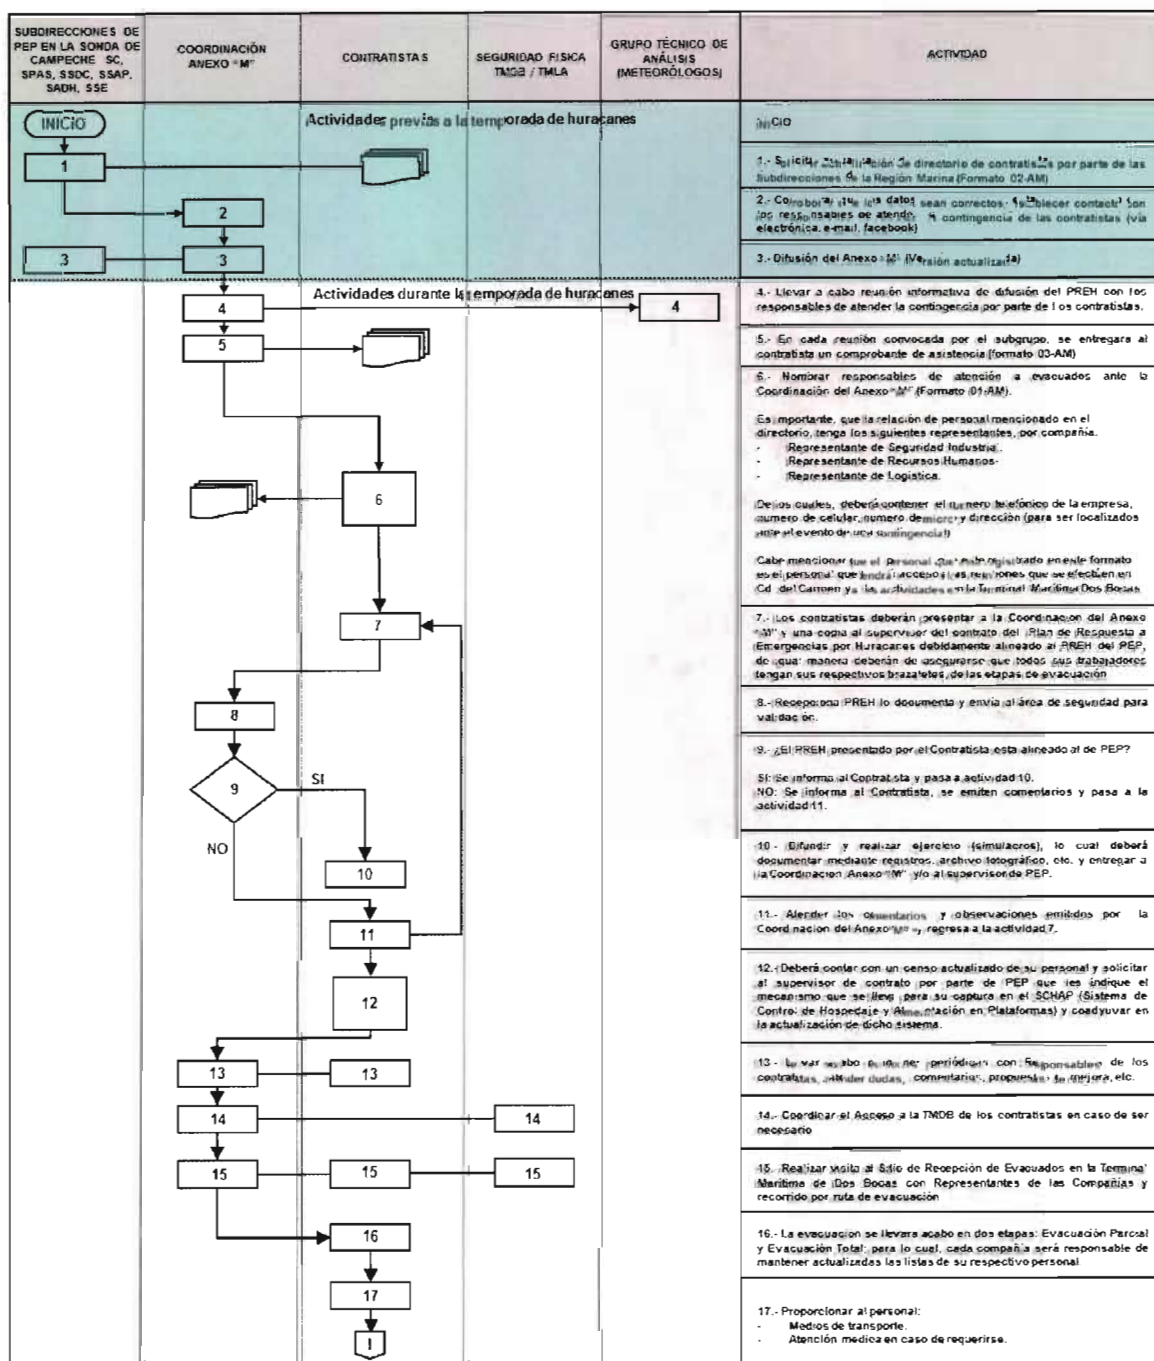 SUBDIRECCIONES DE
PEP EN LA SONDA DE
CAMPECHE SC,
SPAS, SSDC, SSAP,
SADH, SSE
COORDINACIÓN
ANEXO "M"
CONTRATISTAS
SEGURIDAD FISICA
TMDB / TMLA
GRUPO TÉCNICO DE
ANÁLISIS
(METEORÓLOGOS)
ACTIVIDAD
INICIO
Actividades previas a la temporada de huracanes
INICIO
1
1.- Solicitar de directorio de contratistas por parte de las
Subdirecciones de la Región Marina (Formato 02-AM)
2
2.- Corroborar que los datos sean correctos. Establecer contacto con
los responsables de atender contingencia de las contratistas (vía
electrónica, e-mail, facebook)
3
3
3.- Difusión del Anexo "M" (Versión actualizada)
Actividades durante la temporada de huracanes
4
4
4.- Llevar a cabo reunión informativa de difusión del PREH con los
responsables de atender la contingencia por parte de los contratistas.
5
5.- En cada reunión convocada por el subgrupo, se entregara al
contratista un comprobante de asistencia (formato 03-AM)
6
6.- Nombrar responsables de atención a evacuados ante la
Coordinación del Anexo "M" (Formato 01-AM).
Es importante, que la relación de personal mencionado en el
directorio, tenga los siguientes representantes, por compañía.
- Representante de Seguridad Industrial.
- Representante de Recursos Humanos.
- Representante de Logística.
De los cuales, deberá contener el numero telefónico de la empresa,
numero de celular, numero de y dirección (para ser localizados
ante el evento de una contingencia)
Cabe mencionar que el personal que este registrado en este formato
es el personal que tendrá acceso a las reuniones que se efectúen en
Cd. del Carmen y a las actividades en la Terminal Marítima Dos Bocas
7
7.- Los contratistas deberán presentar a la Coordinación del Anexo
"M" y una copia al supervisor del contrato del Plan de Respuesta a
Emergencias por Huracanes debidamente alineado al PREH del PEP,
de igual manera deberán de asegurarse que todos sus trabajadores
tengan sus respectivos brazaletes, de las etapas de evacuación
8
8.- Recepciona PREH lo documenta y envía al área de seguridad para
validación.
9
SI
NO
9.- ¿El PREH presentado por el Contratista esta alineado al de PEP?
SI: Se informa al Contratista y pasa a actividad 10.
NO: Se informa al Contratista, se emiten comentarios y pasa a la
actividad 11.
10
10.- Difundir y realizar ejercicio (simulacros), lo cual deberá
documentar mediante registros, archivo fotográfico, etc. y entregar a
la Coordinación Anexo "M" y/o al supervisor de PEP.
11
11.- Atender los comentarios y observaciones emitidos por la
Coordinación del Anexo "M", regresa a la actividad 7.
12
12.- Deberá contar con un censo actualizado de su personal y solicitar
al supervisor de contrato por parte de PEP que les indique el
mecanismo que se lleva para su captura en el SCHAP (Sistema de
Control de Hospedaje y Alimentación en Plataformas) y coadyuvar en
la actualización de dicho sistema.
13
13
13.- Llevar acabo reuniones periódicas con Responsables de los
contratistas, atender dudas, comentarios, propuestas de mejora, etc.
14
14
14.- Coordinar el Acceso a la TMDB de los contratistas en caso de ser
necesario
15
15
15
15.- Realizar visita al Sitio de Recepción de Evacuados en la Terminal
Marítima de Dos Bocas con Representantes de las Compañías y
recorrido por ruta de evacuación
16
16.- La evacuación se llevara acabo en dos etapas: Evacuación Parcial
y Evacuación Total; para lo cual, cada compañía será responsable de
mantener actualizadas las listas de su respectivo personal
17
17.- Proporcionar al personal:
- Medios de transporte.
- Atención medica en caso de requerirse.
I